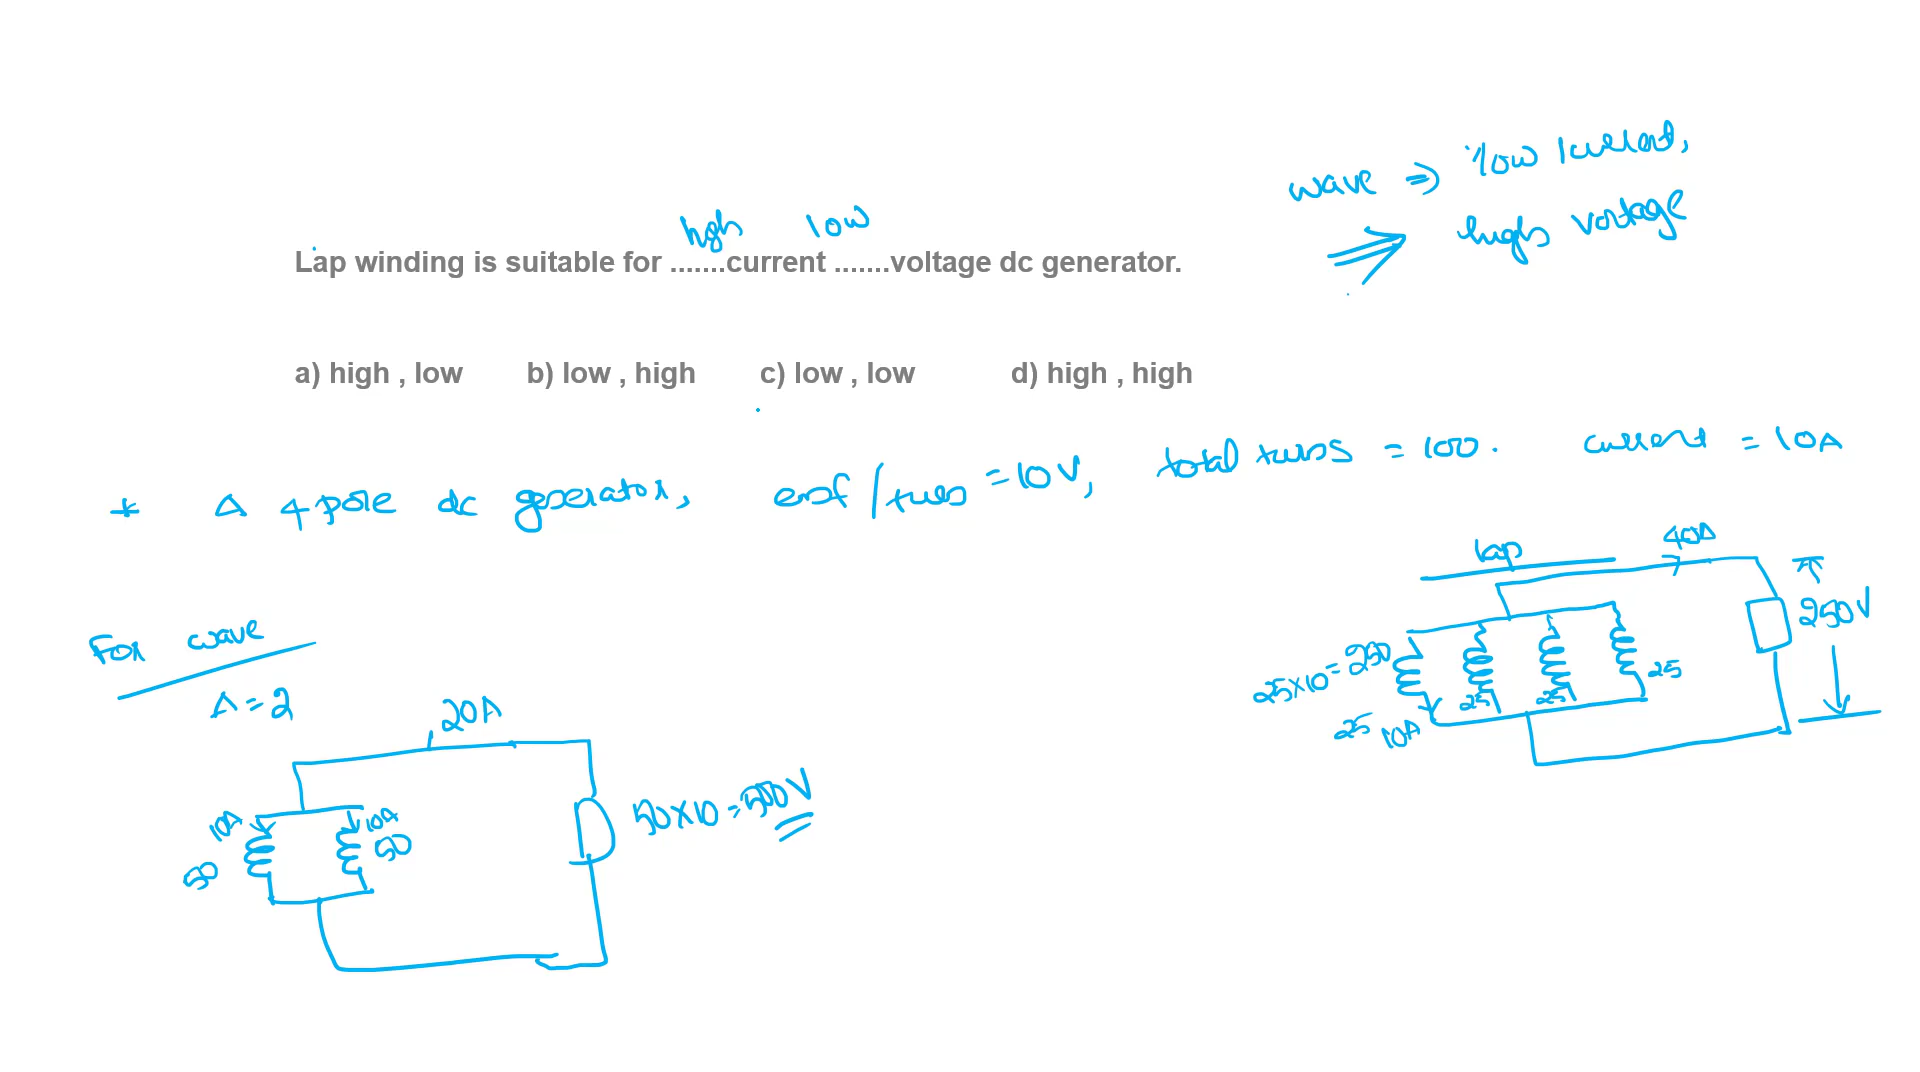 wave ⇒ low current,
⇒ high voltage
high low
Lap winding is suitable for .......current .......voltage dc generator.
a) high , low b) low , high c) low , low d) high , high
* A 4 pole dc generator, emf / turns = 10V, total turns = 100. current = 10A
lap 40A
250V
25×10=250
25 10A 25 25 25
For wave
A=2
20A
10A 10A
50 50
50×10=500V